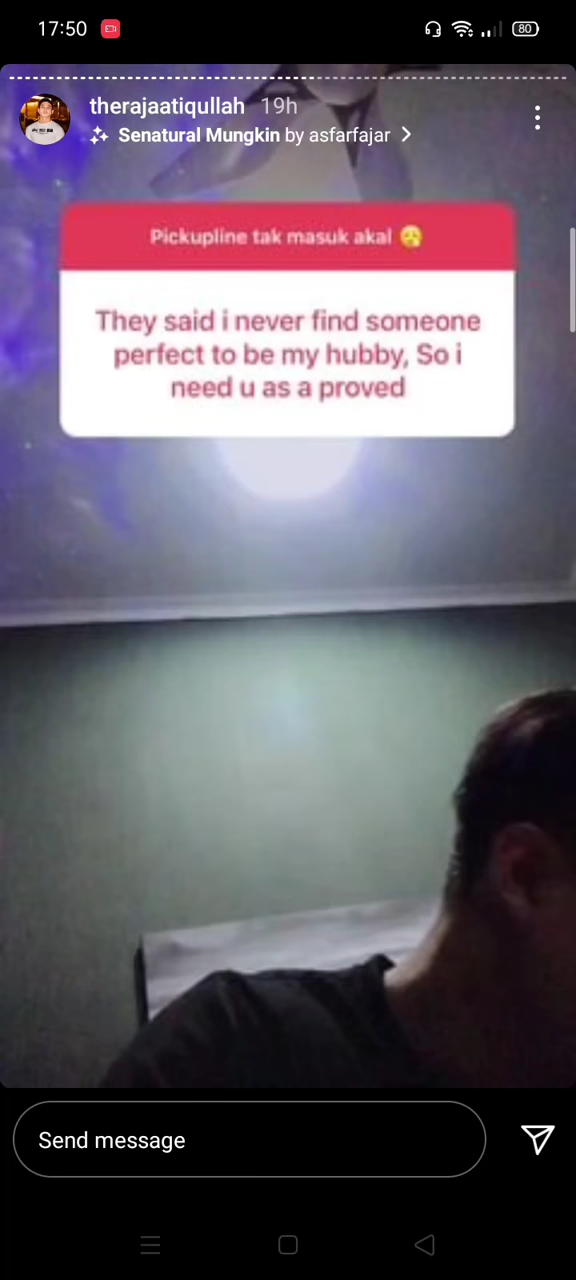 17:50
80
therajaatiqullah 19h
Senatural Mungkin by asfarfajar
Pickupline tak masuk akal
They said i never find someone
perfect to be my hubby, So i
need u as a proved
Send message